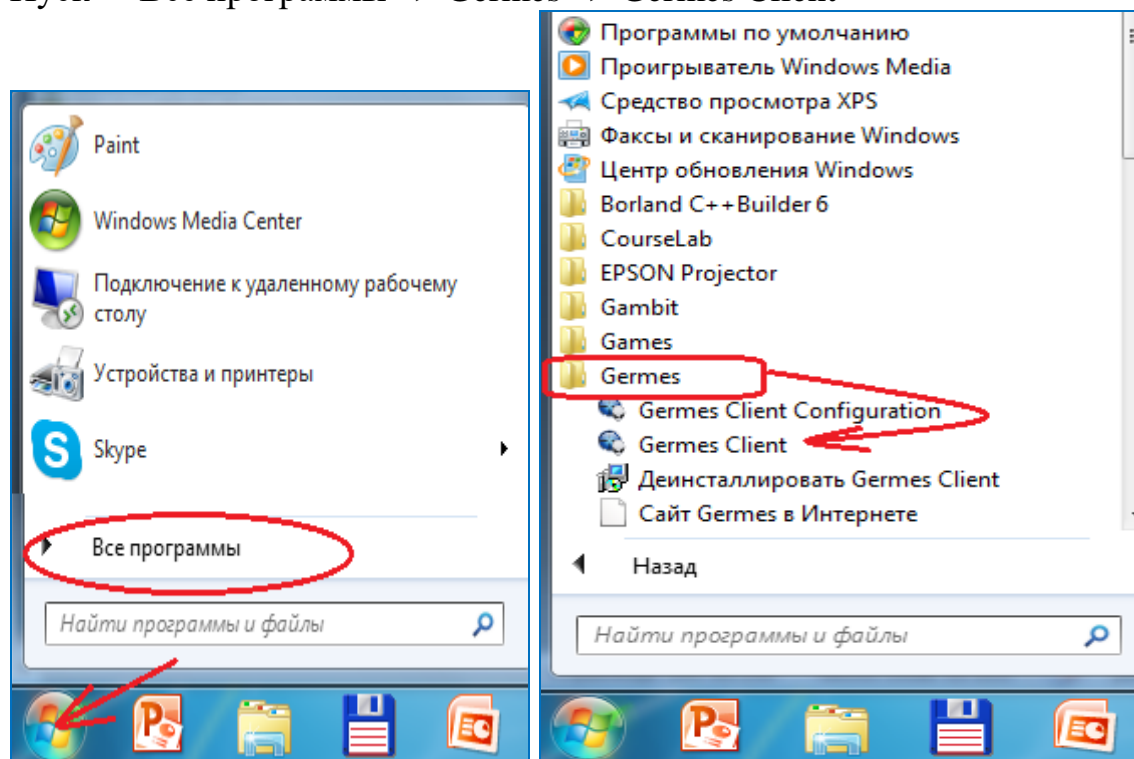 Пуск → Все программы → Germes → Germes Client
Paint
Windows Media Center
Подключение к удаленному рабочему
столу
Устройства и принтеры
Skype
Все программы
Найти программы и файлы
Программы по умолчанию
Проигрыватель Windows Media
Средство просмотра XPS
Факсы и сканирование Windows
Центр обновления Windows
Borland C++Builder 6
CourseLab
EPSON Projector
Gambit
Games
Germes
Germes Client Configuration
Germes Client
Деинсталлировать Germes Client
Сайт Germes в Интернете
Назад
Найти программы и файлы